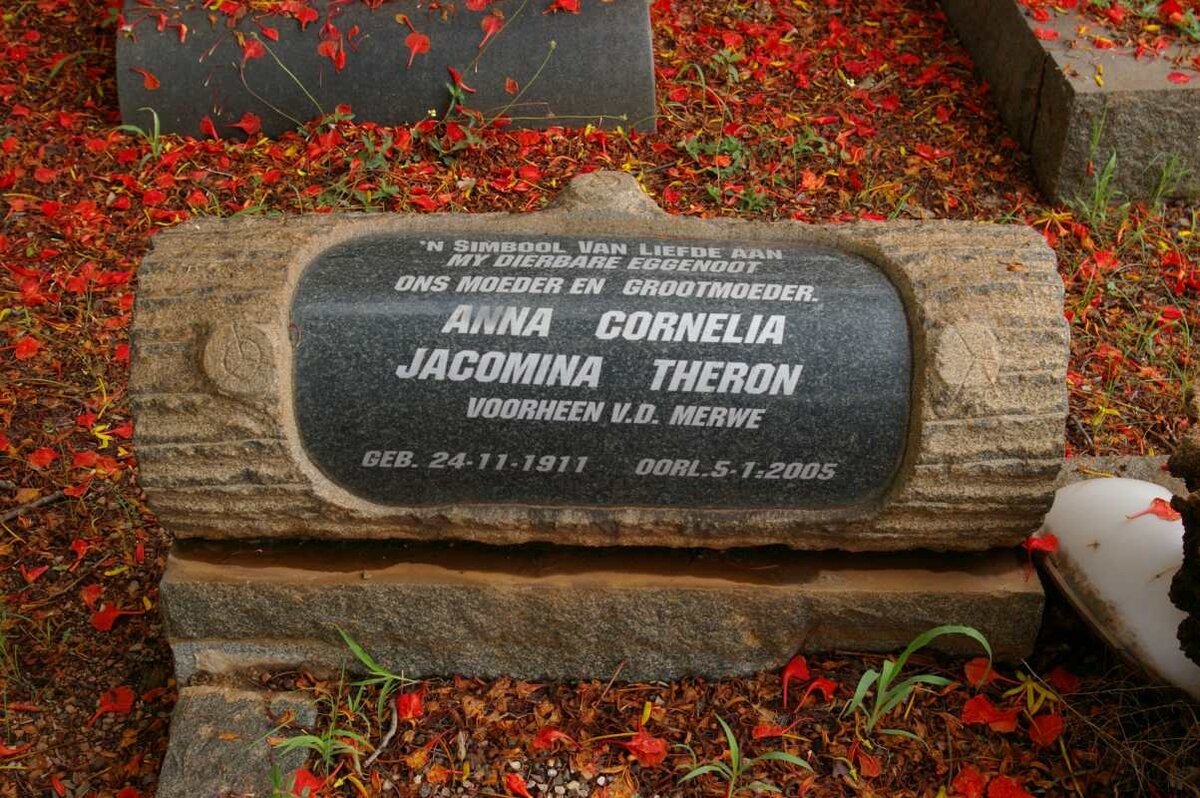 'N SIMBOOL VAN LIEFDE AAN
MY DIERBARE EGGENOOT
ONS MOEDER EN GROOTMOEDER.
ANNA CORNELIA
JACOMINA THERON
VOORHEEN V.D. MERWE
GEB. 24-11-1911 OORL.5-1-2005